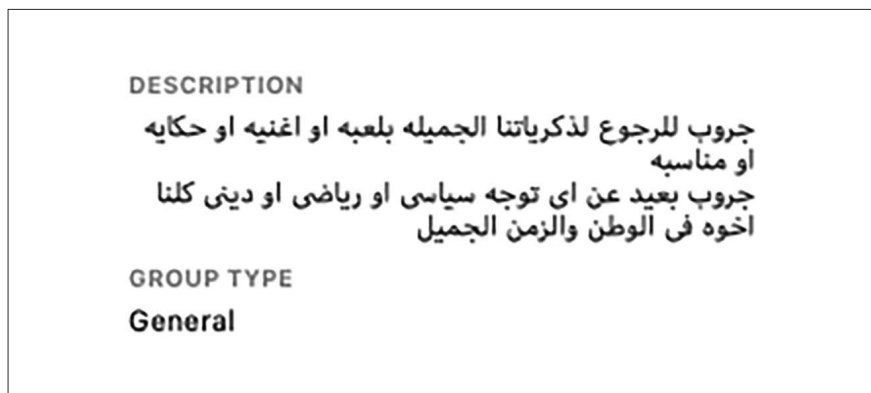 DESCRIPTION
جروب للرجوع لذكرياتنا الجميله بلعبه او اغنيه او حكايه
او مناسبه
جروب بعيد عن اى توجه سياسى او رياضى او دينى كلنا
اخوه فى الوطن والزمن الجميل
GROUP TYPE
General